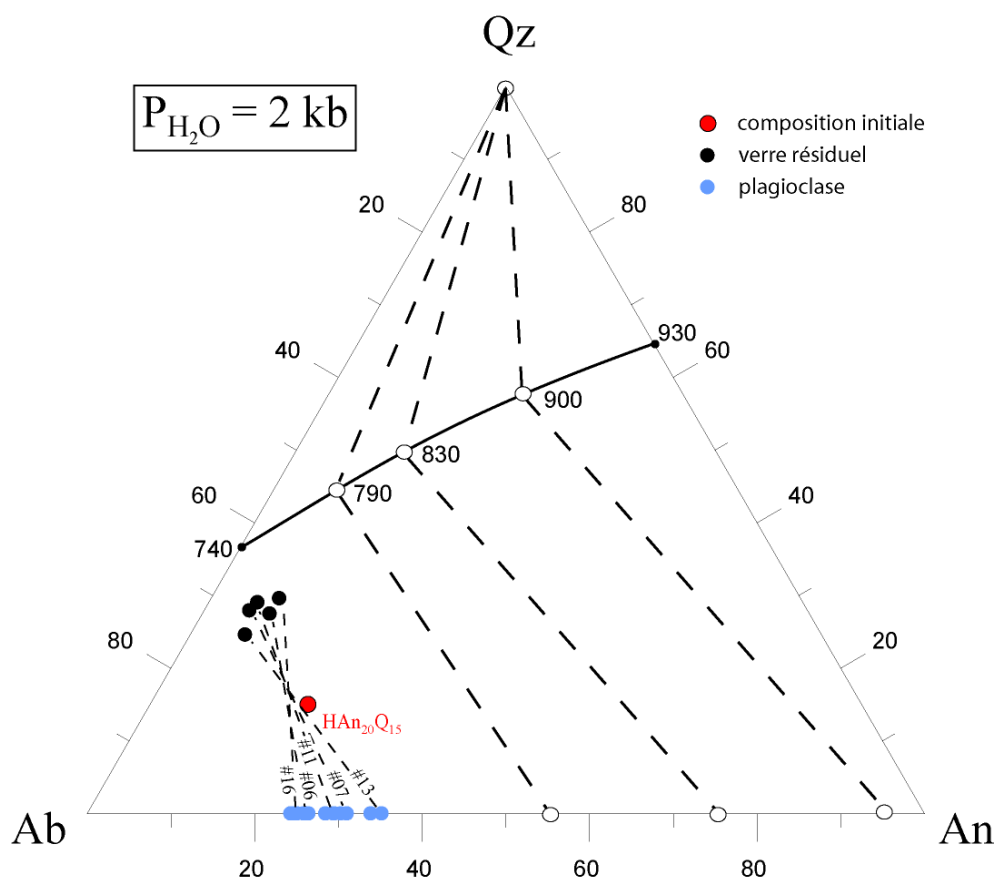 Qz
P_H₂O = 2 kb
composition initiale
verre résiduel
plagioclase
20
80
930
40
60
900
830
790
60
40
740
80
20
HAn₂₀Q₁₅
#16
#06
#11
#07
#13
Ab
An
20
40
60
80